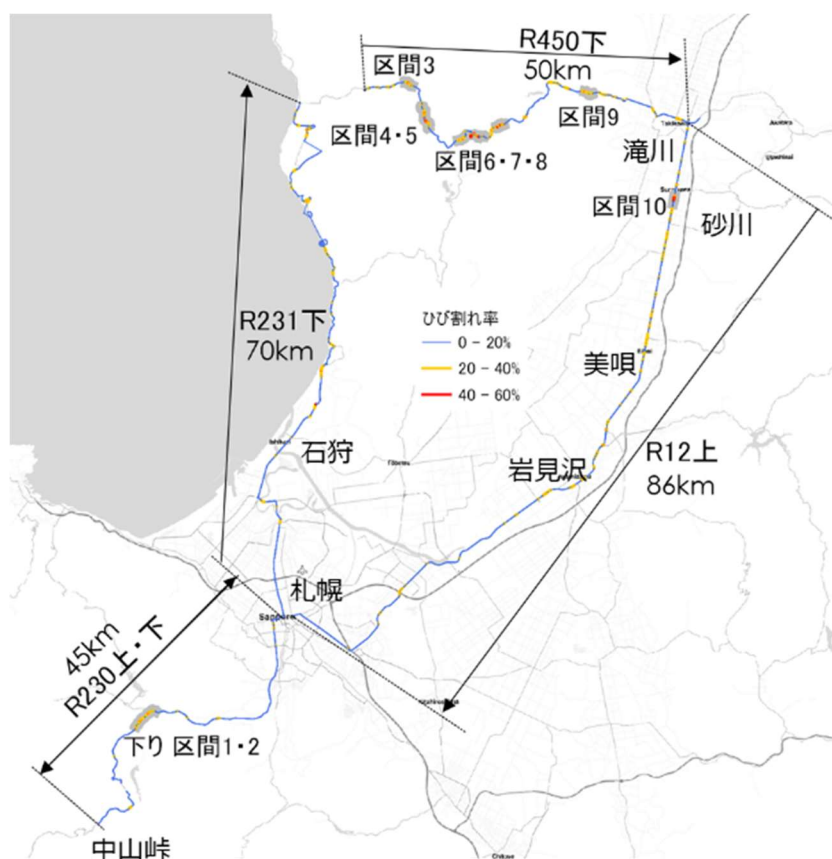 R450下
50km
区間3
区間4・5
区間6・7・8
区間9
滝川
区間10
砂川
R231下
70km
ひび割れ率
0 – 20%
20 – 40%
40 – 60%
美唄
石狩
岩見沢
R12上
86km
札幌
Sapporo
45km
R230上・下
下り 区間1・2
中山峠